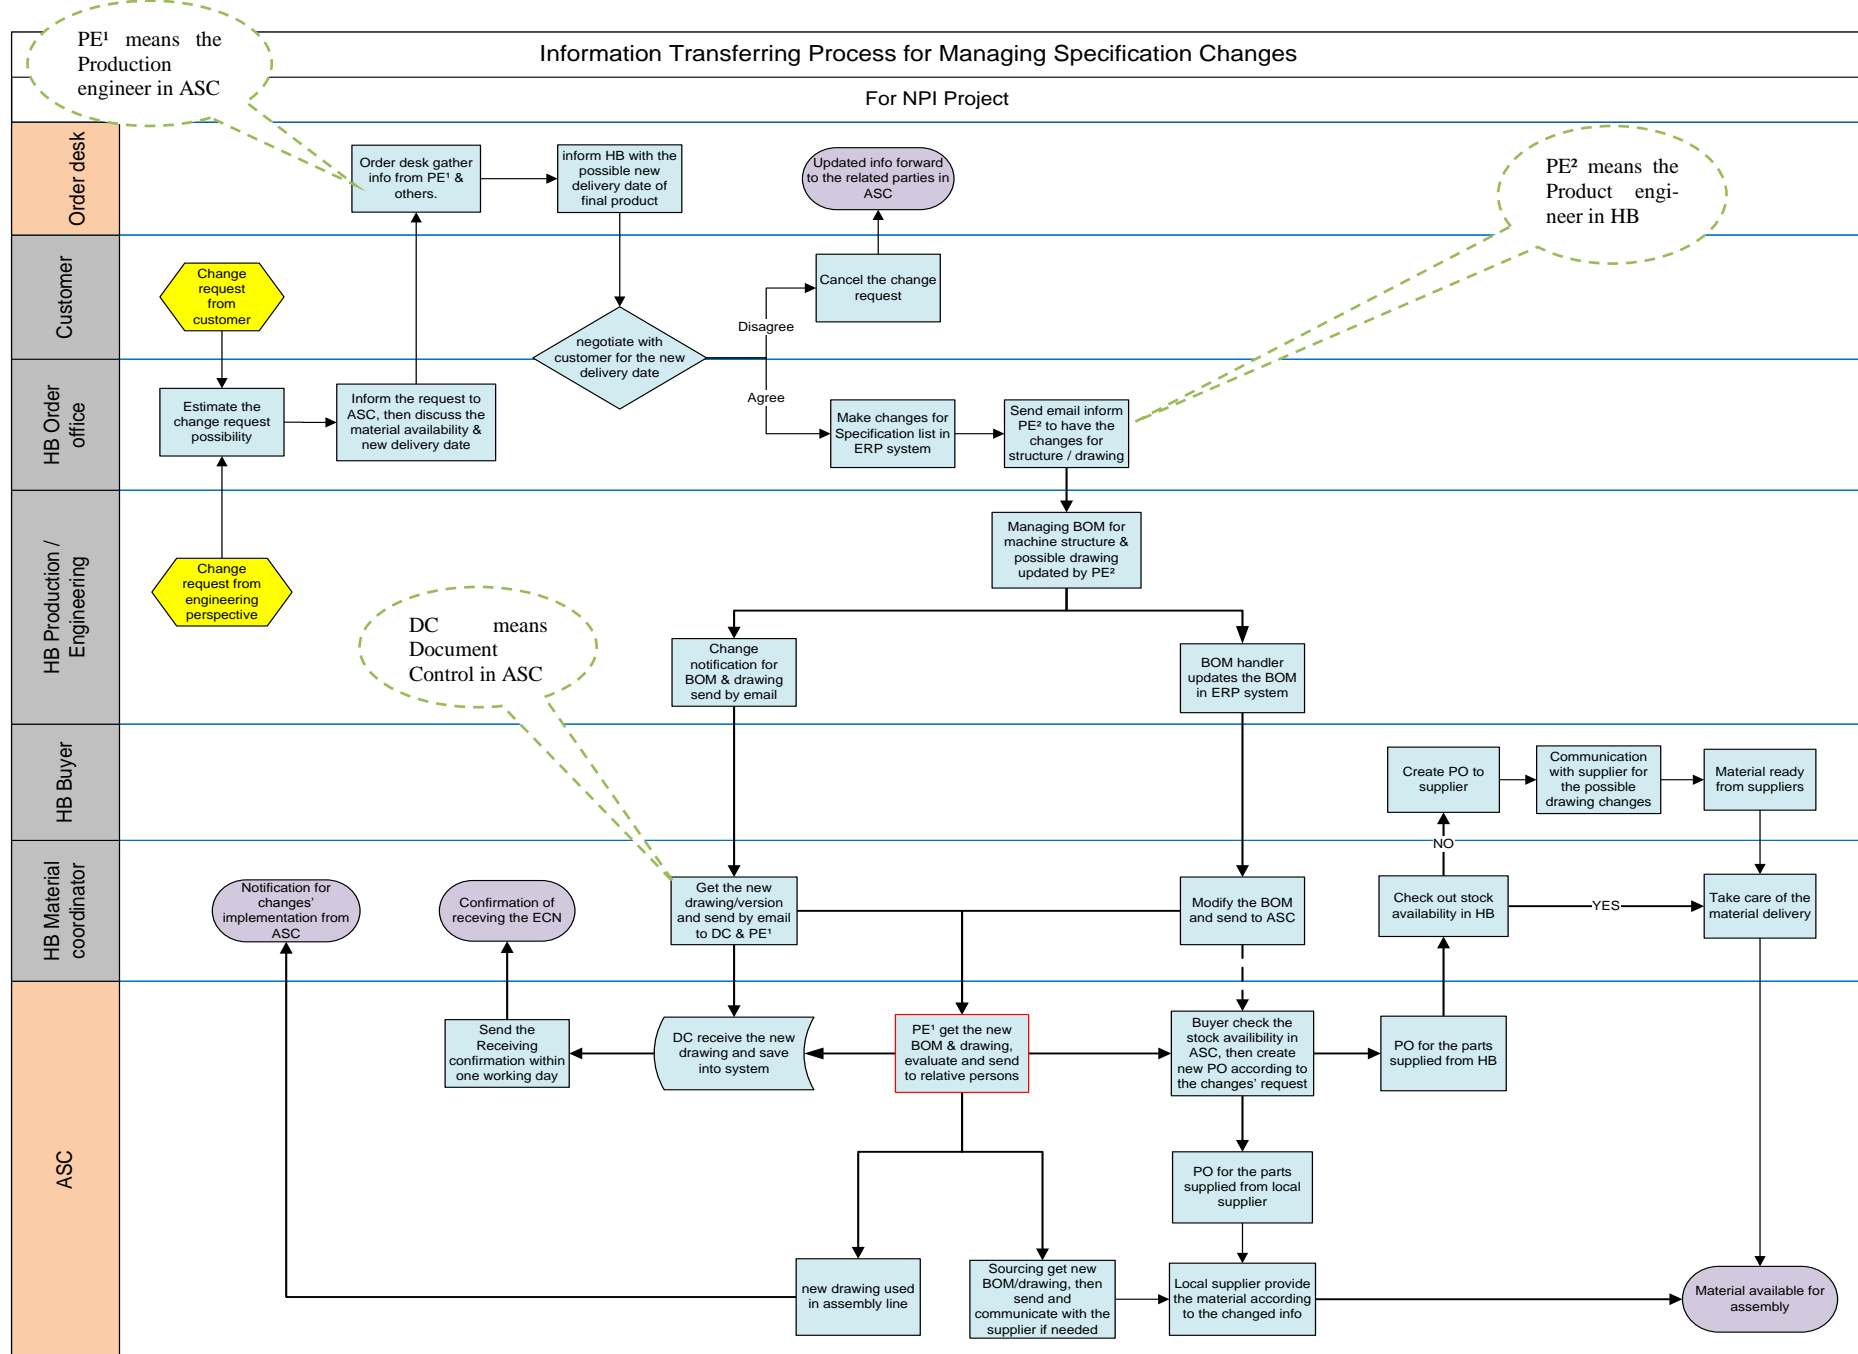 PE¹ means the
Production
engineer in ASC
Information Transferring Process for Managing Specification Changes
For NPI Project
Order desk
Order desk gather
info from PE¹ &
others.
inform HB with the
possible new
delivery date of
final product
Updated info forward
to the related parties in
ASC
PE² means the
Product engi-
neer in HB
Customer
Change
request
from
customer
negotiate with
customer for the new
delivery date
Disagree
Agree
Cancel the change
request
HB Order
office
Estimate the
change request
possibility
Inform the request to
ASC, then discuss the
material availability &
new delivery date
Make changes for
Specification list in
ERP system
Send email inform
PE² to have the
changes for
structure / drawing
HB Production /
Engineering
Change
request from
engineering
perspective
Managing BOM for
machine structure &
possible drawing
updated by PE²
DC means
Document
Control in ASC
Change
notification for
BOM & drawing
send by email
BOM handler
updates the BOM
in ERP system
HB Buyer
Create PO to
supplier
Communication
with supplier for
the possible
drawing changes
Material ready
from suppliers
NO
HB Material
coordinator
Notification for
changes'
implementation from
ASC
Confirmation of
receving the ECN
Get the new
drawing/version
and send by email
to DC & PE¹
Modify the BOM
and send to ASC
Check out stock
availability in HB
YES
Take care of the
material delivery
ASC
Send the
Receiving
confirmation within
one working day
DC receive the new
drawing and save
into system
PE¹ get the new
BOM & drawing,
evaluate and send
to relative persons
Buyer check the
stock availibility in
ASC, then create
new PO according to
the changes' request
PO for the parts
supplied from HB
PO for the parts
supplied from local
supplier
new drawing used
in assembly line
Sourcing get new
BOM/drawing, then
send and
communicate with the
supplier if needed
Local supplier provide
the material according
to the changed info
Material available for
assembly